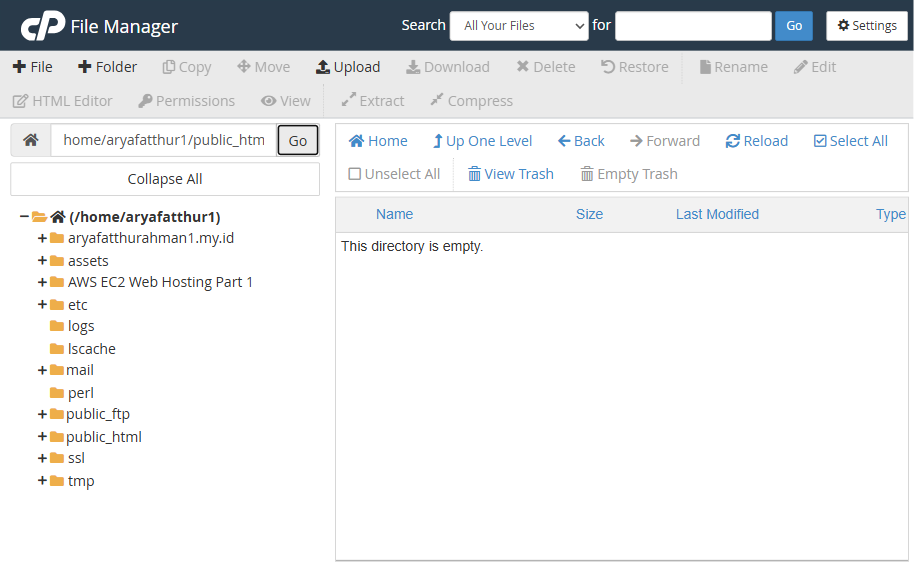 cP File Manager Search All Your Files for Go Settings
File Folder Copy Move Upload Download Delete Restore Rename Edit
HTML Editor Permissions View Extract Compress
home/aryafatthur1/public_htm Go
Collapse All
(/home/aryafatthur1)
aryafatthurahman1.my.id
assets
AWS EC2 Web Hosting Part 1
etc
logs
lscache
mail
perl
public_ftp
public_html
ssl
tmp
Home Up One Level Back Forward Reload Select All
Unselect All View Trash Empty Trash
Name Size Last Modified Type
This directory is empty.